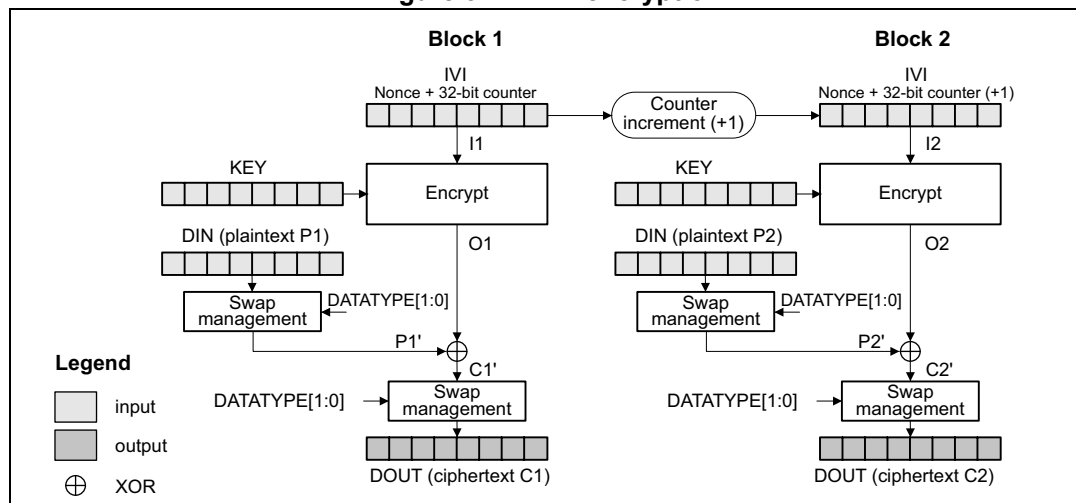 Block 1
Block 2
IVI
Nonce + 32-bit counter
Counter
increment (+1)
IVI
Nonce + 32-bit counter (+1)
I1
I2
KEY
Encrypt
KEY
Encrypt
DIN (plaintext P1)
O1
DIN (plaintext P2)
O2
Swap
management
DATATYPE[1:0]
Swap
management
DATATYPE[1:0]
P1'
P2'
C1'
C2'
Legend
input
output
XOR
DATATYPE[1:0]
Swap
management
DATATYPE[1:0]
Swap
management
DOUT (ciphertext C1)
DOUT (ciphertext C2)